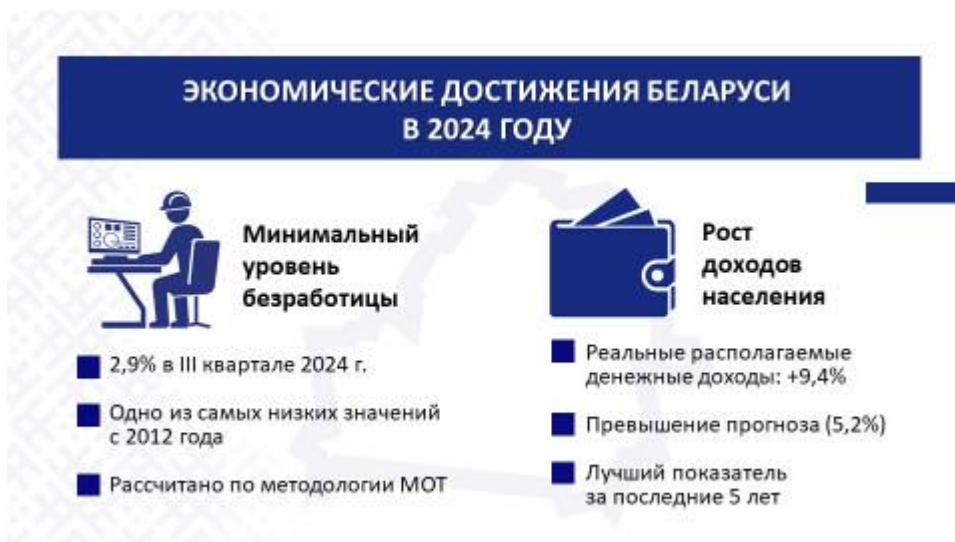 ЭКОНОМИЧЕСКИЕ ДОСТИЖЕНИЯ БЕЛАРУСИ
В 2024 ГОДУ
Минимальный
уровень
безработицы
2,9% в III квартале 2024 г.
Одно из самых низких значений
с 2012 года
Рассчитано по методологии МОТ
Рост
доходов
населения
Реальные располагаемые
денежные доходы: +9,4%
Превышение прогноза (5,2%)
Лучший показатель
за последние 5 лет